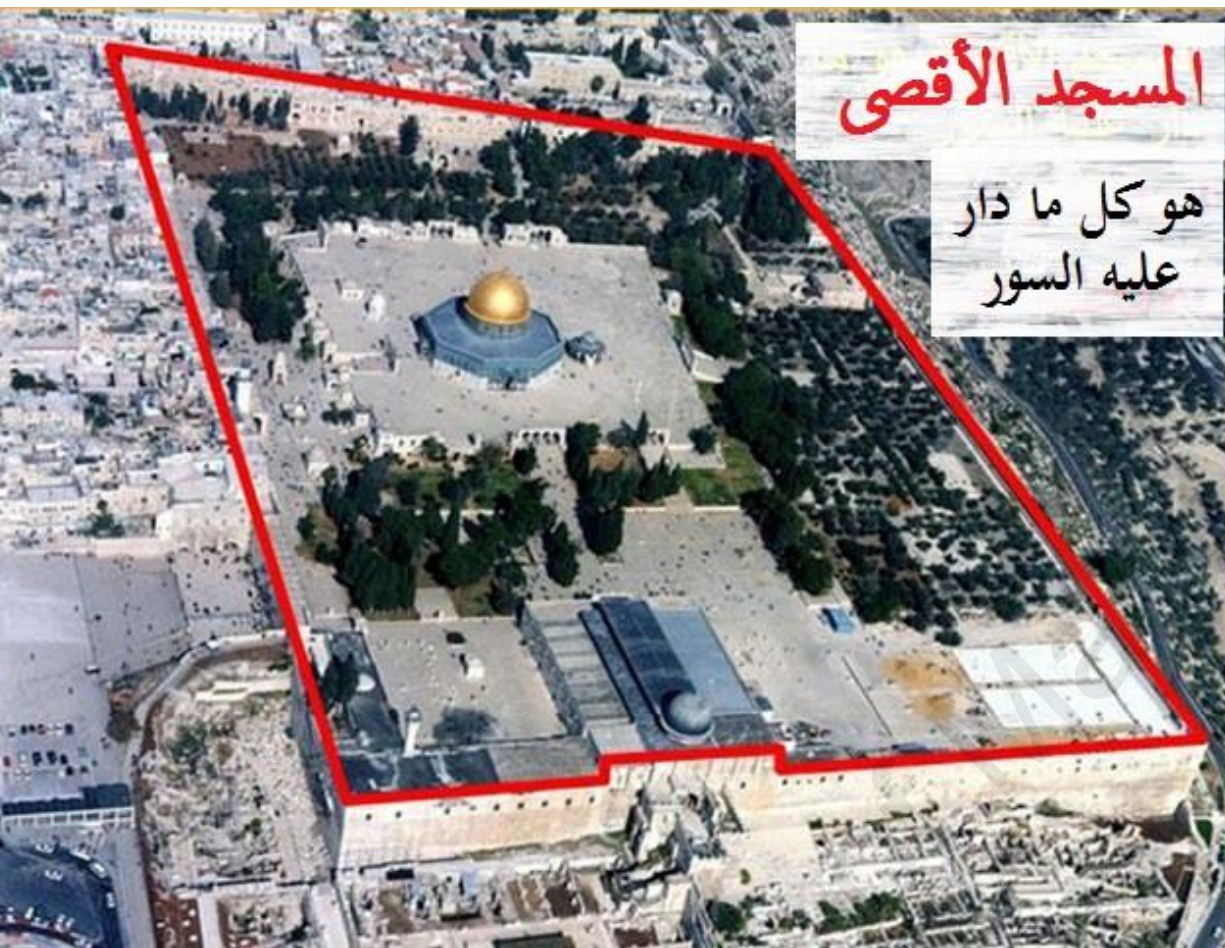 المسجد الأقصى
هو كل ما دار
عليه السور